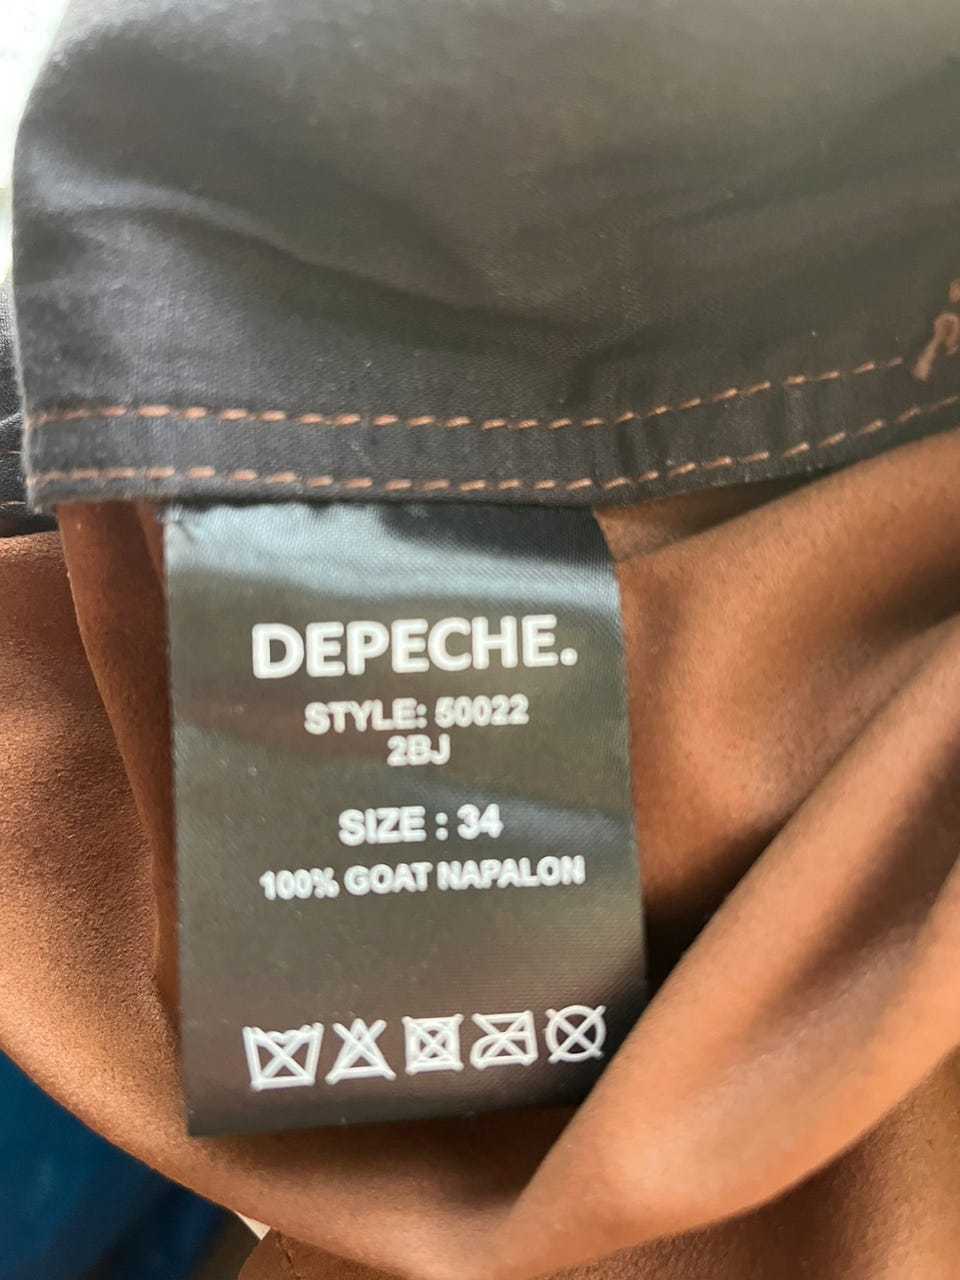 DEPECHE.
STYLE: 50022
2BJ
SIZE : 34
100% GOAT NAPALON